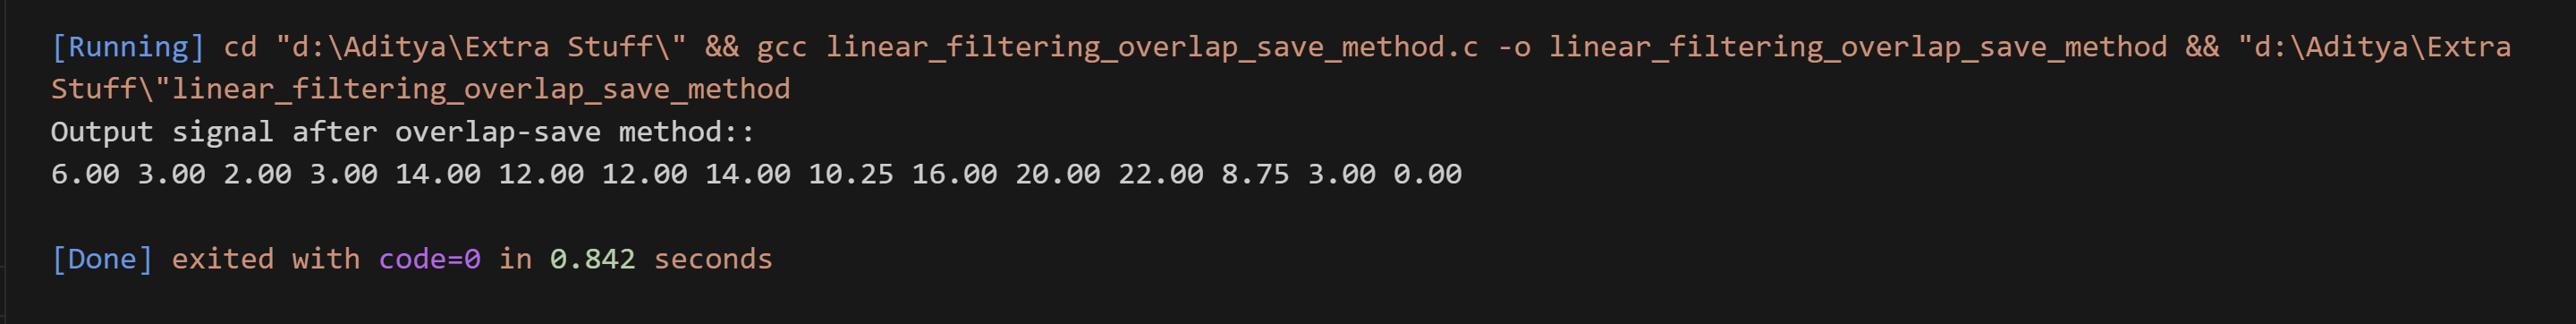 [Running] cd "d:\Aditya\Extra Stuff\" && gcc linear_filtering_overlap_save_method.c -o linear_filtering_overlap_save_method && "d:\Aditya\Extra
Stuff\"linear_filtering_overlap_save_method
Output signal after overlap-save method::
6.00 3.00 2.00 3.00 14.00 12.00 12.00 14.00 10.25 16.00 20.00 22.00 8.75 3.00 0.00
[Done] exited with code=0 in 0.842 seconds